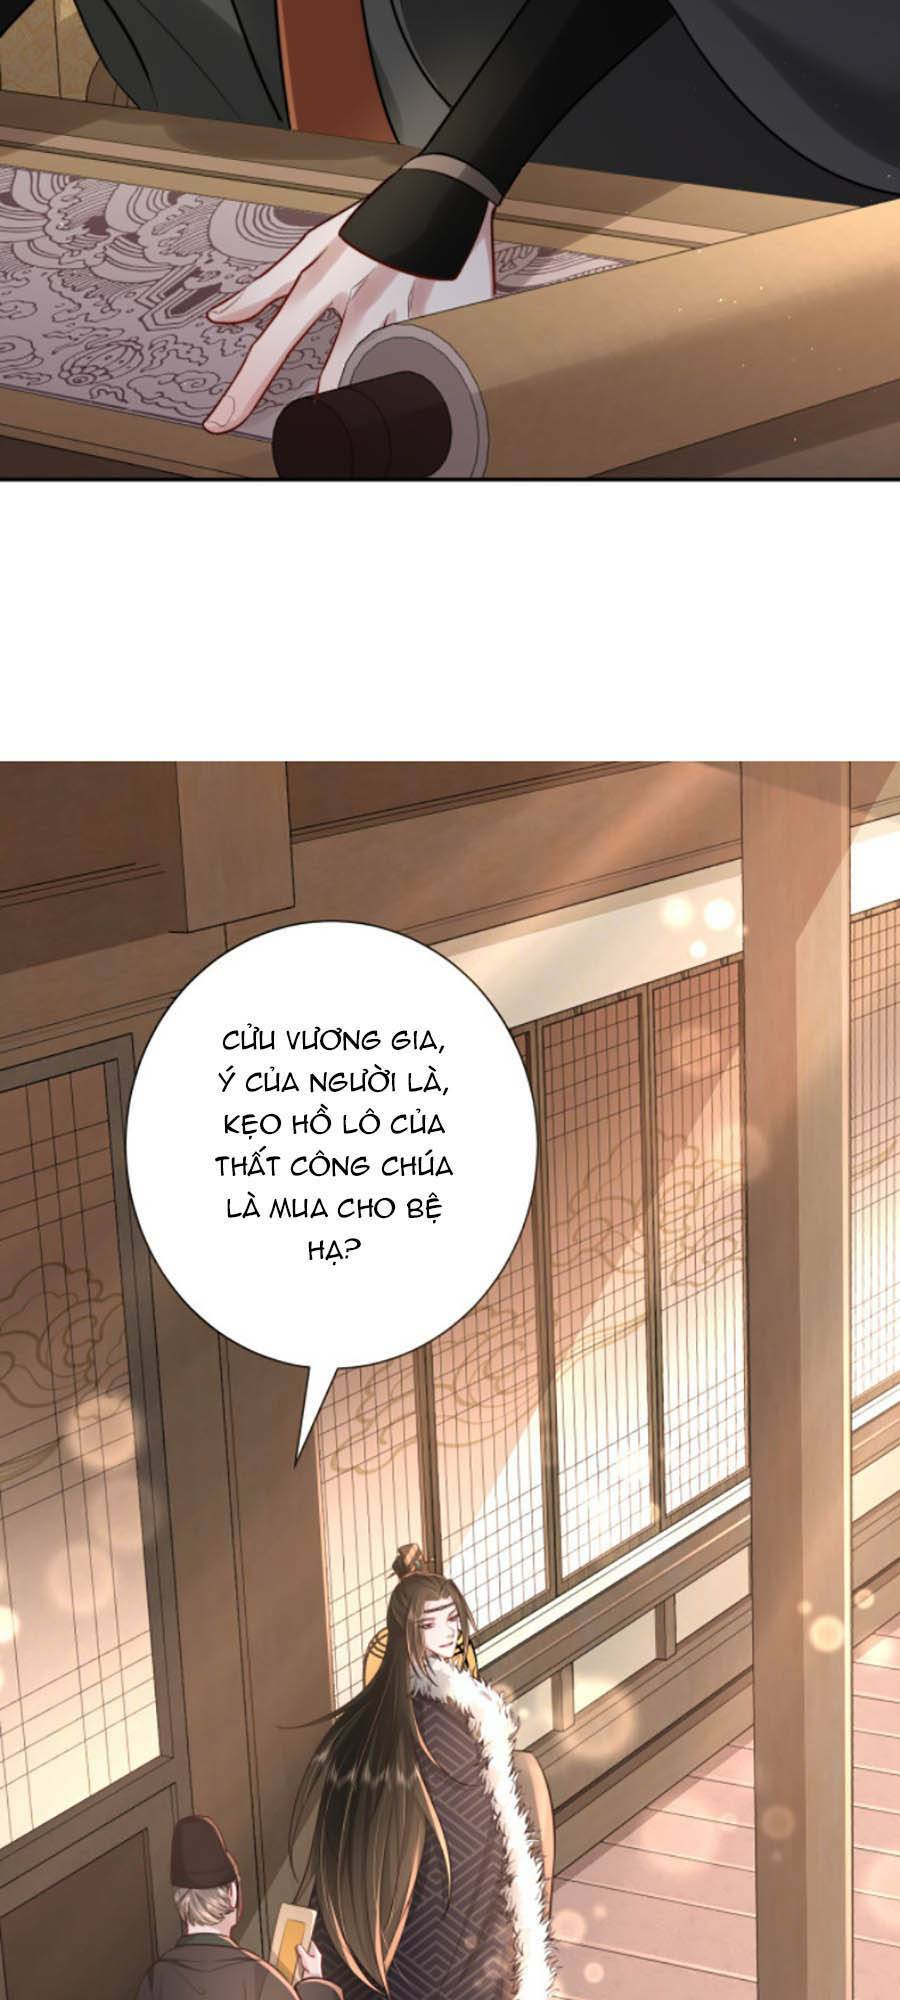 CỬU VƯƠNG GIA,
Ý CỦA NGƯỜI LÀ,
KẸO HỒ LÔ CỦA
THẤT CÔNG CHÚA
LÀ MUA CHO BỆ
HẠ?